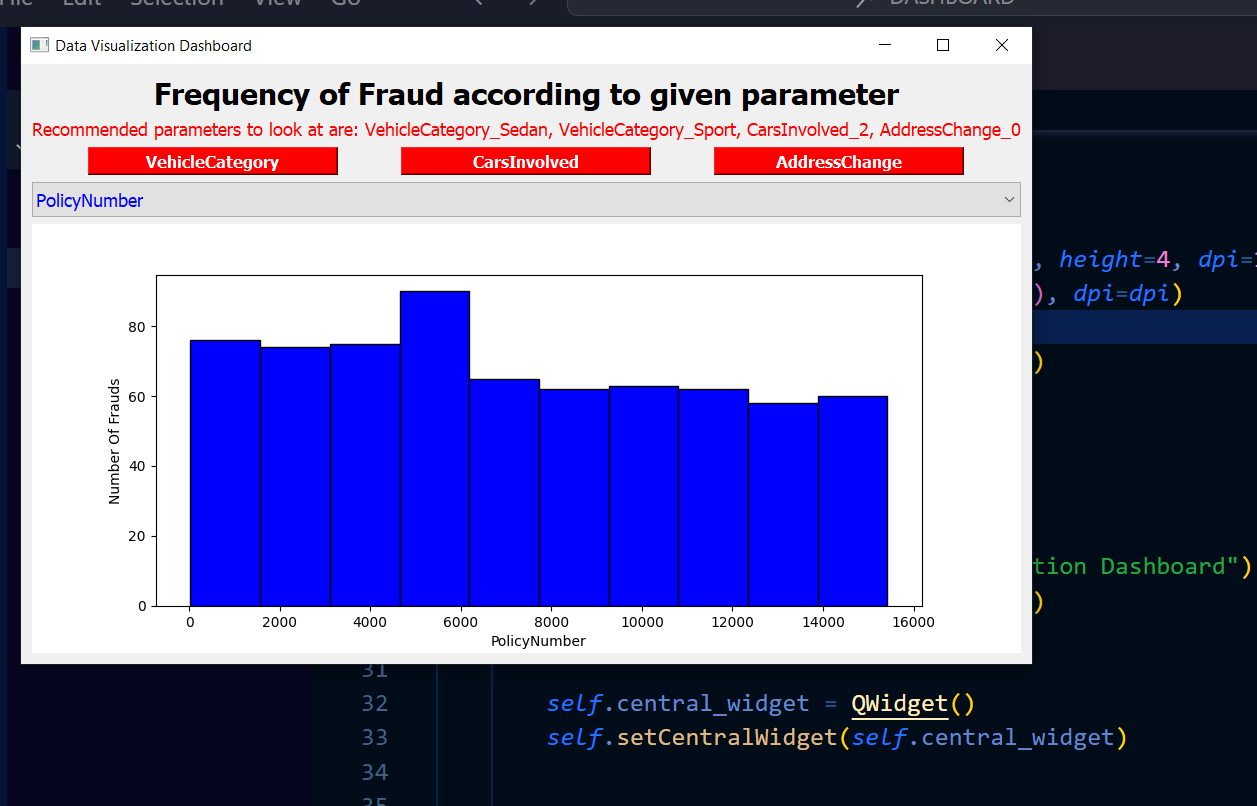 File Edit Selection View Go DASHBOARD
Data Visualization Dashboard
Frequency of Fraud according to given parameter
Recommended parameters to look at are: VehicleCategory_Sedan, VehicleCategory_Sport, CarsInvolved_2, AddressChange_0
VehicleCategory CarsInvolved AddressChange
PolicyNumber
, height=4, dpi=
), dpi=dpi)
)
tion Dashboard")
)
Number Of Frauds
80
60
40
20
0
0 2000 4000 6000 8000 10000 12000 14000 16000
PolicyNumber
31
32 self.central_widget = QWidget()
33 self.setCentralWidget(self.central_widget)
34
35